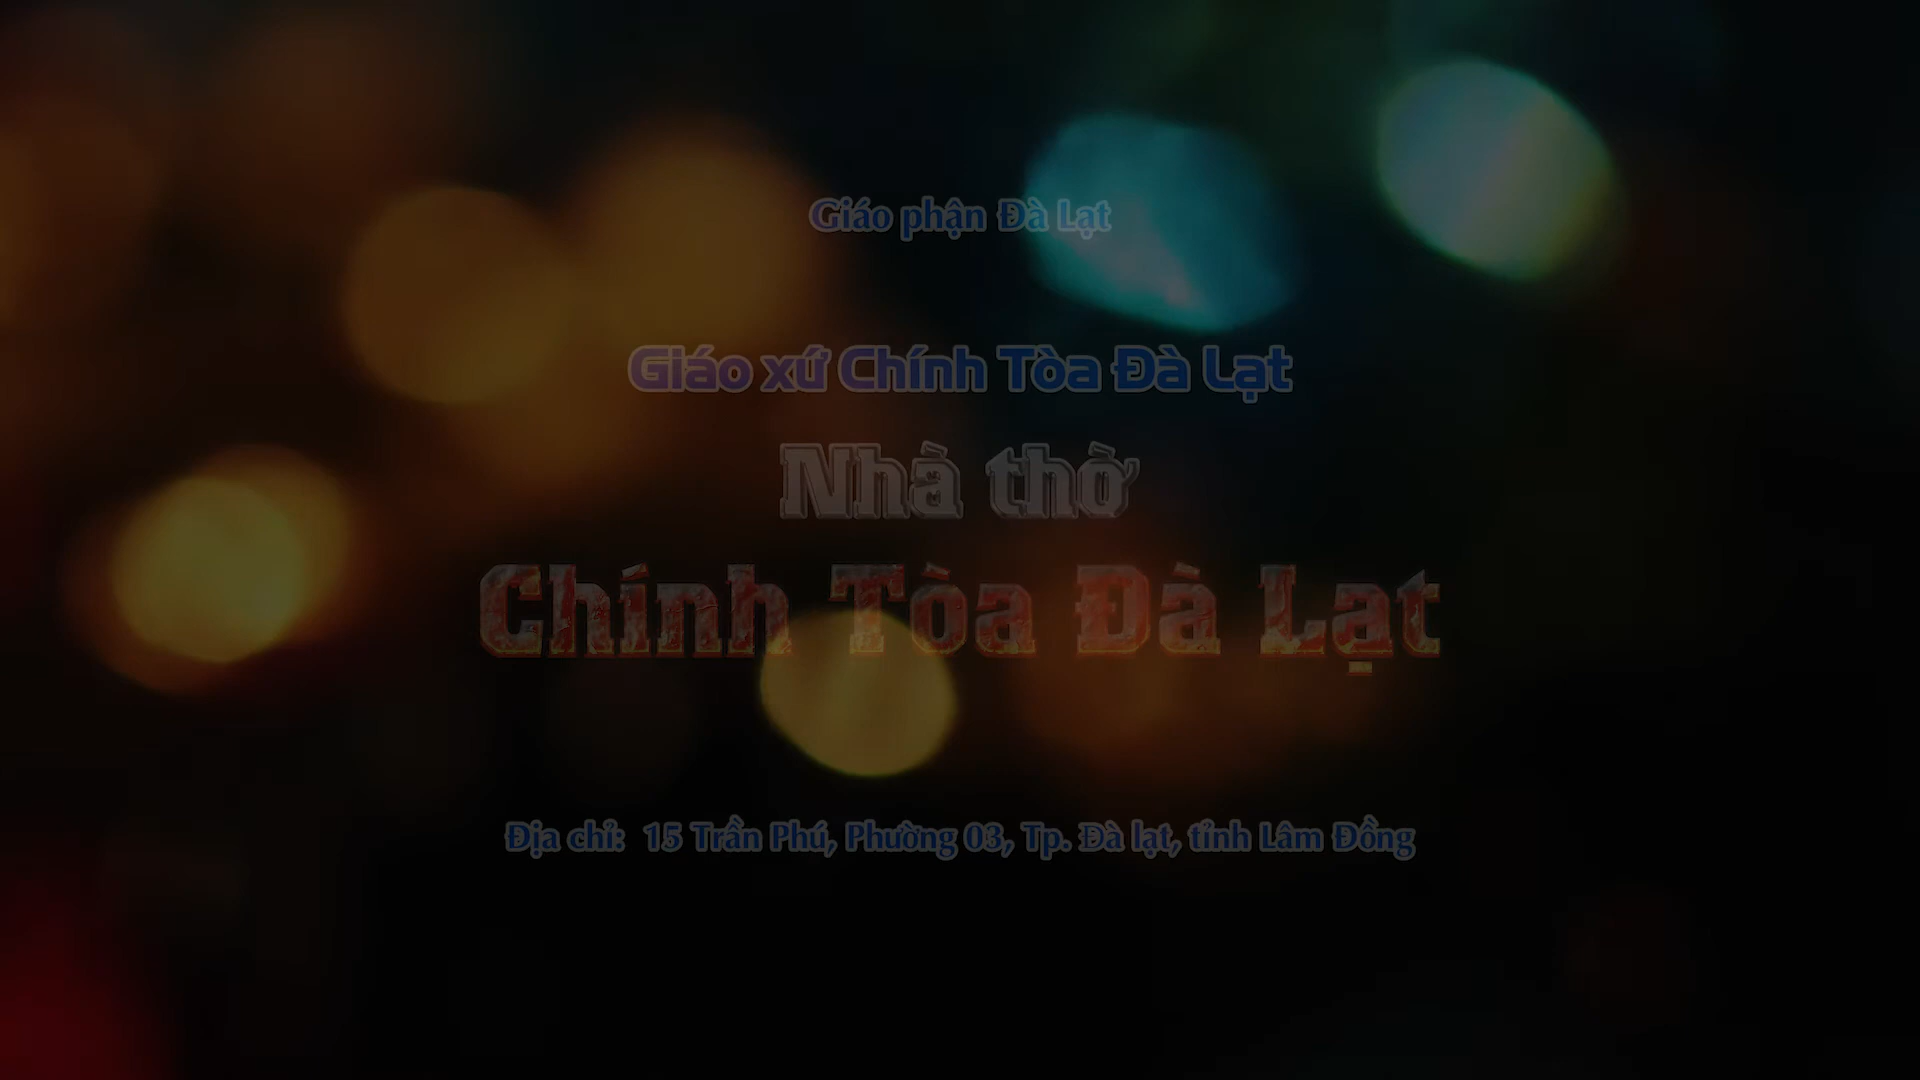 Giáo phận Đà Lạt
Giáo xứ Chính Tòa Đà Lạt
Nhà thờ
Chính Tòa Đà Lạt
Địa chỉ: 15 Trần Phú, Phường 03, Tp. Đà lạt, tỉnh Lâm Đồng